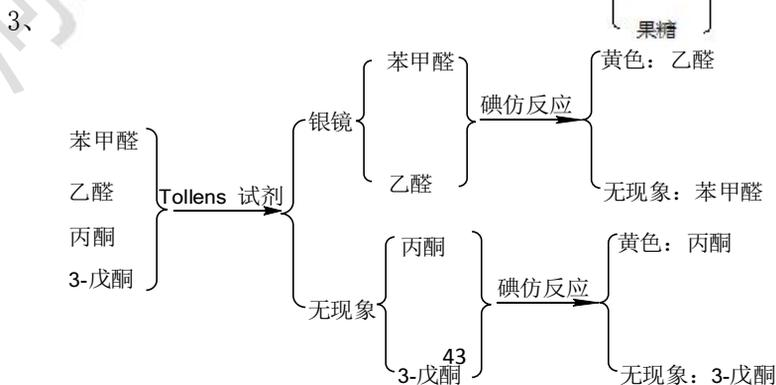 果糖
3、
苯甲醛
乙醛
丙酮
3-戊酮
Tollens 试剂
银镜
苯甲醛
乙醛
碘仿反应
黄色：乙醛
无现象：苯甲醛
无现象
丙酮
3-戊酮
碘仿反应
黄色：丙酮
无现象：3-戊酮
43